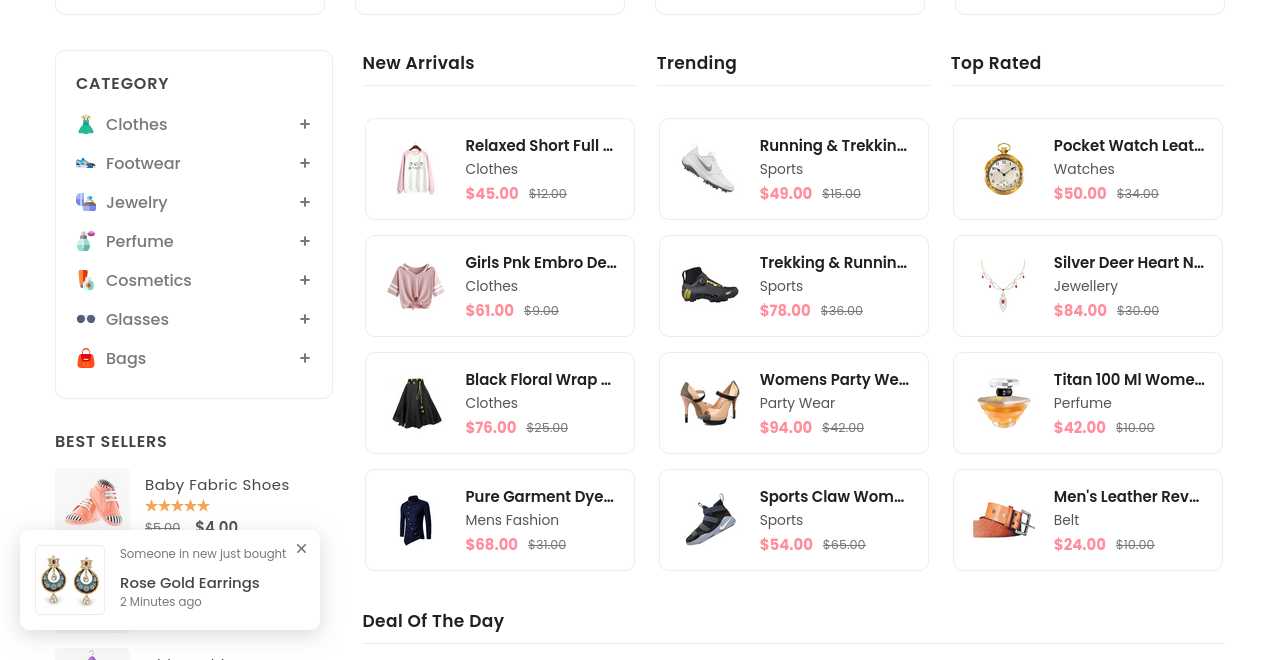 CATEGORY
Clothes
Footwear
Jewelry
Perfume
Cosmetics
Glasses
Bags
BEST SELLERS
Baby Fabric Shoes
$5.00 $4.00
Someone in new just bought
Rose Gold Earrings
2 Minutes ago
New Arrivals
Relaxed Short Full ...
Clothes
$45.00 $12.00
Girls Pnk Embro De...
Clothes
$61.00 $9.00
Black Floral Wrap ...
Clothes
$76.00 $25.00
Pure Garment Dye...
Mens Fashion
$68.00 $31.00
Trending
Running & Trekkin...
Sports
$49.00 $15.00
Trekking & Runnin...
Sports
$78.00 $36.00
Womens Party We...
Party Wear
$94.00 $42.00
Sports Claw Wom...
Sports
$54.00 $65.00
Top Rated
Pocket Watch Leat...
Watches
$50.00 $34.00
Silver Deer Heart N...
Jewellery
$84.00 $30.00
Titan 100 Ml Wome...
Perfume
$42.00 $10.00
Men's Leather Rev...
Belt
$24.00 $10.00
Deal Of The Day